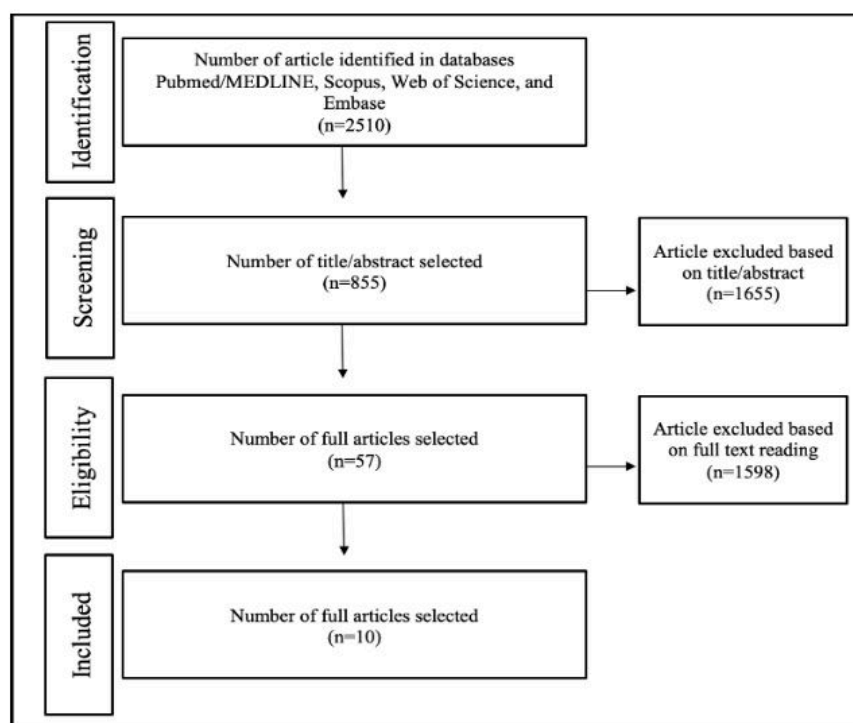 Identification
Number of article identified in databases
Pubmed/MEDLINE, Scopus, Web of Science, and
Embase
(n=2510)
Screening
Number of title/abstract selected
(n=855)
Article excluded based
on title/abstract
(n=1655)
Eligibility
Number of full articles selected
(n=57)
Article excluded based
on full text reading
(n=1598)
Included
Number of full articles selected
(n=10)